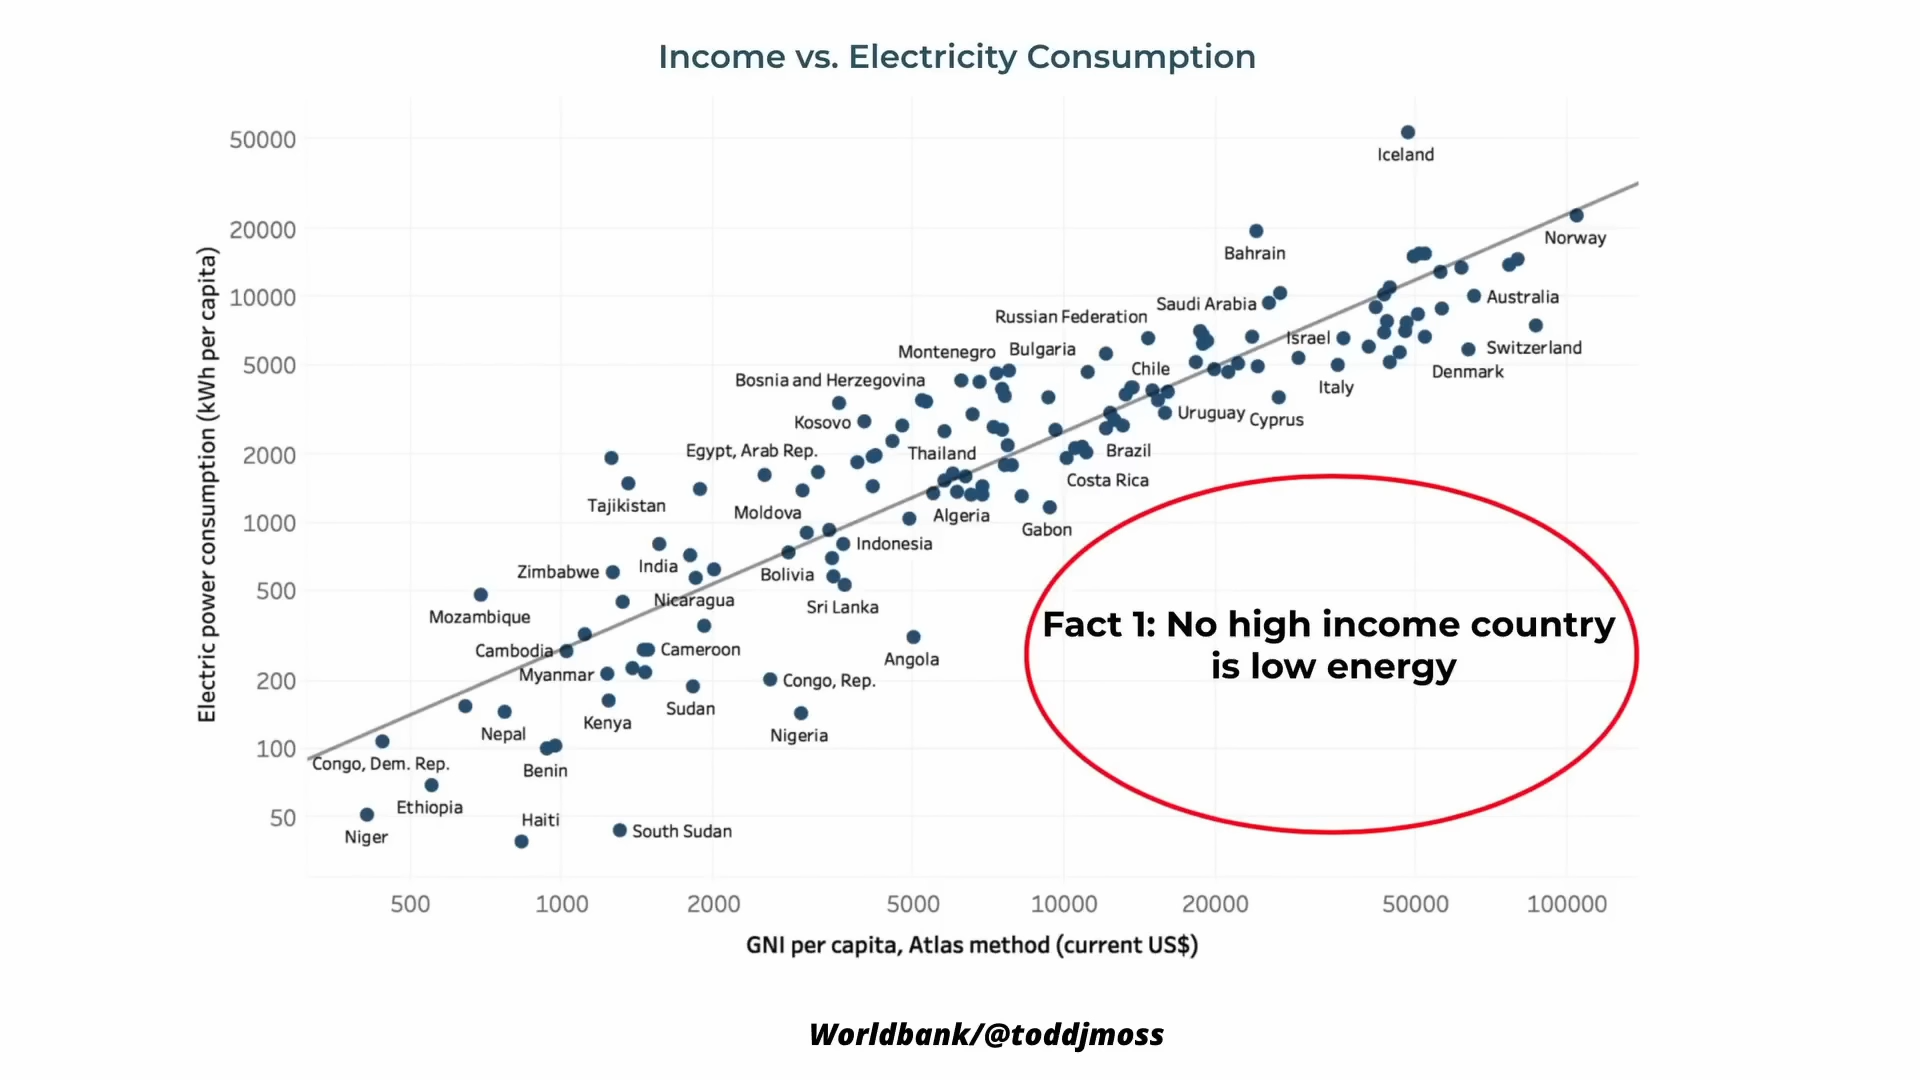 Income vs. Electricity Consumption
Electric power consumption (kWh per capita)
50000
20000
10000
5000
2000
1000
500
200
100
50
Iceland
Norway
Bahrain
Saudi Arabia
Australia
Russian Federation
Israel
Switzerland
Montenegro
Bulgaria
Chile
Denmark
Bosnia and Herzegovina
Italy
Kosovo
Uruguay
Cyprus
Egypt, Arab Rep.
Thailand
Brazil
Costa Rica
Tajikistan
Moldova
Algeria
Gabon
Indonesia
Zimbabwe
India
Bolivia
Nicaragua
Sri Lanka
Mozambique
Cambodia
Cameroon
Angola
Myanmar
Congo, Rep.
Sudan
Kenya
Nepal
Nigeria
Congo, Dem. Rep.
Benin
Ethiopia
Haiti
Niger
South Sudan
Fact 1: No high income country
is low energy
500
1000
2000
5000
10000
20000
50000
100000
GNI per capita, Atlas method (current US$)
Worldbank/@toddjmoss